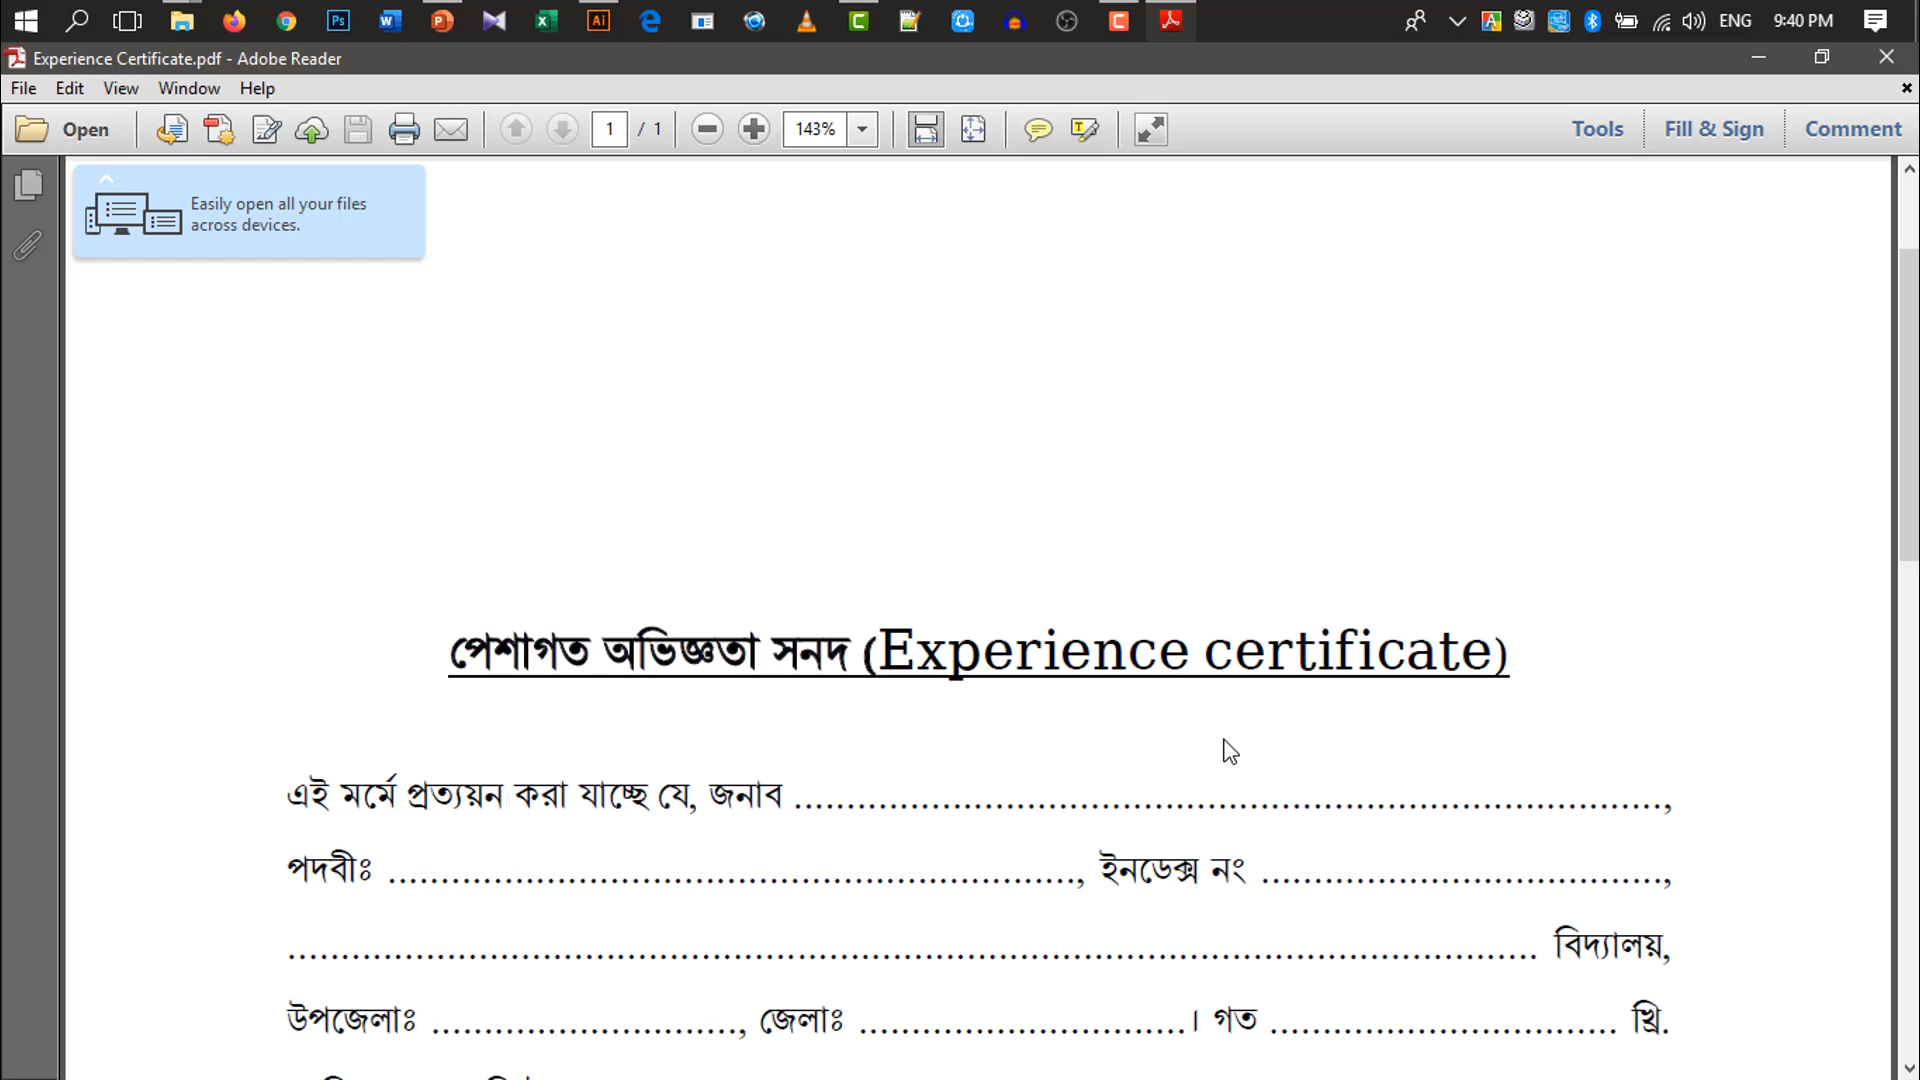 ENG 9:40 PM
Experience Certificate.pdf - Adobe Reader
File Edit View Window Help
Open 1 / 1 143% Tools Fill & Sign Comment
Easily open all your files
across devices.
পেশাগত অভিজ্ঞতা সনদ (Experience certificate)
এই মর্মে প্রত্যয়ন করা যাচ্ছে যে, জনাব ................................................................................,
পদবীঃ ................................................................, ইনডেক্স নং .....................................,
.................................................................................................................... বিদ্যালয়,
উপজেলাঃ ............................, জেলাঃ ..............................। গত ................................ খ্রি.